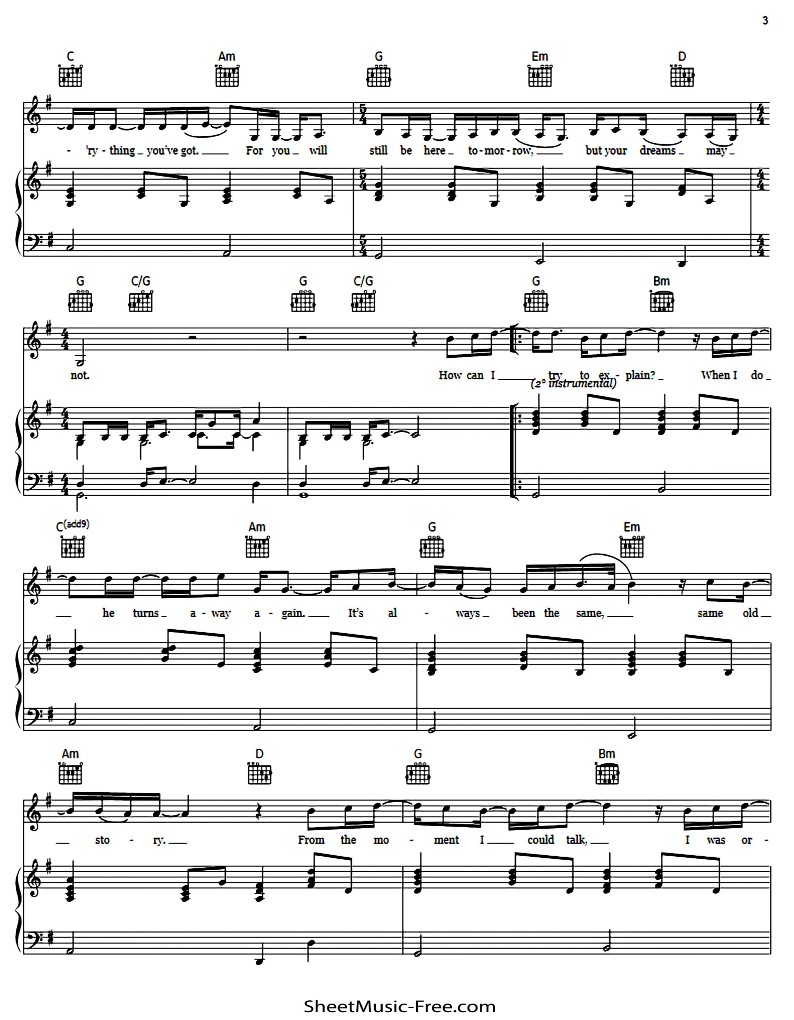 3
C Am G Em D
- 'ry - thing you've got. For you will still be here to - mor - row, but your dreams may
G C/G G C/G G Bm
not. How can I try to ex - plain? When I do
(2° instrumental)
C(add9) Am G Em
he turns a - way a - gain. It's al - ways been the same, same old
Am D G Bm
sto - ry. From the mo - ment I could talk, I was or -
SheetMusic-Free.com